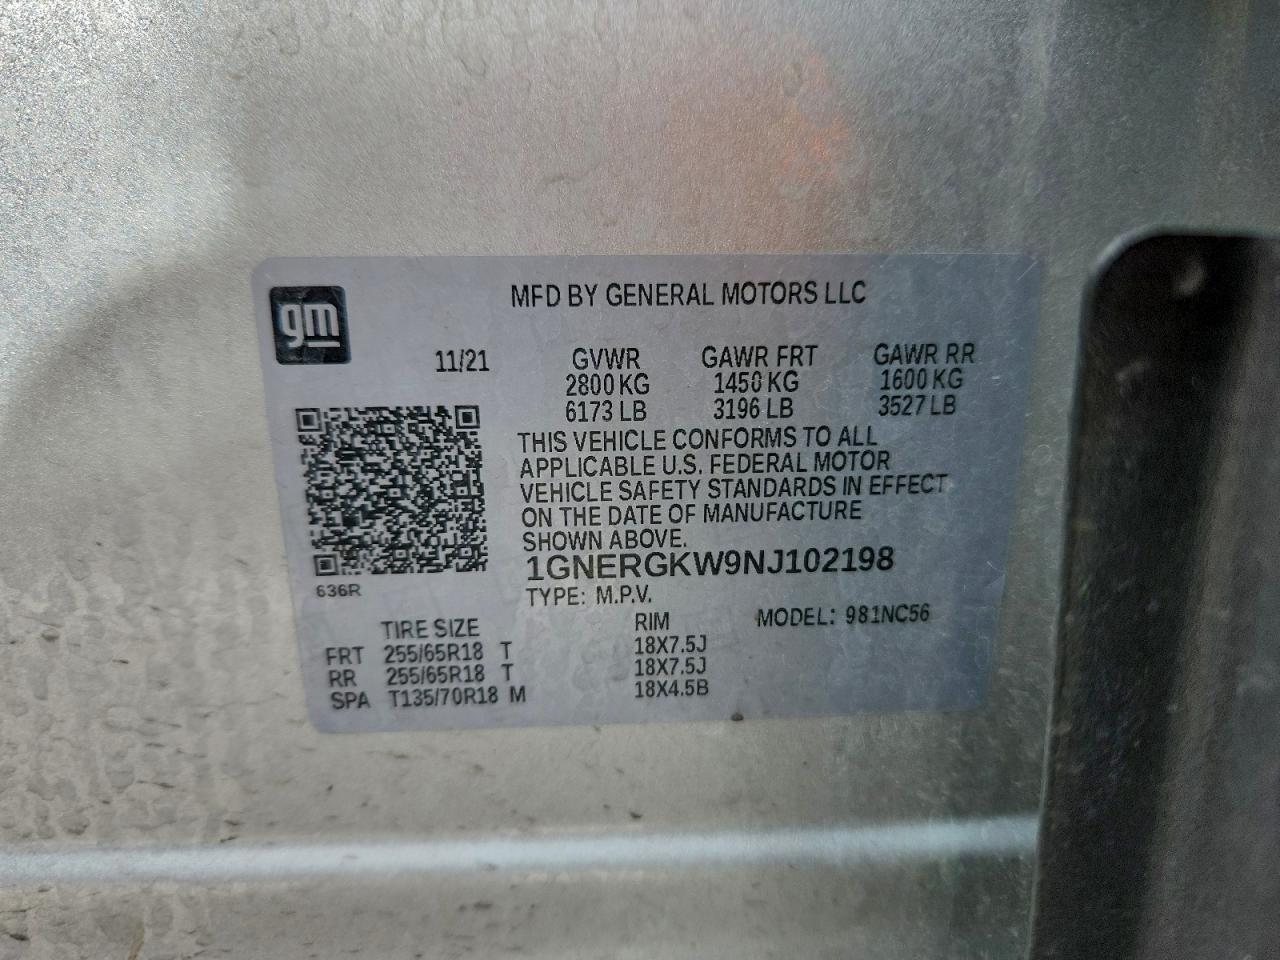 gm
MFD BY GENERAL MOTORS LLC
11/21 GVWR GAWR FRT GAWR RR
2800 KG 1450 KG 1600 KG
6173 LB 3196 LB 3527 LB
THIS VEHICLE CONFORMS TO ALL
APPLICABLE U.S. FEDERAL MOTOR
VEHICLE SAFETY STANDARDS IN EFFECT
ON THE DATE OF MANUFACTURE
SHOWN ABOVE.
1GNERGKW9NJ102198
636R
TYPE: M.P.V. MODEL: 981NC56
TIRE SIZE RIM
FRT 255/65R18 T 18X7.5J
RR 255/65R18 T 18X7.5J
SPA T135/70R18 M 18X4.5B